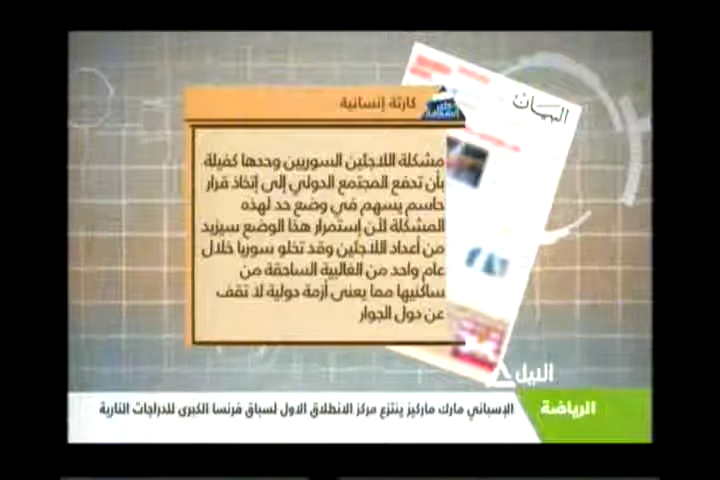 البيان
كارثة إنسانية
مشكلة اللاجئين السوريين وحدها كفيلة
بأن تدفع المجتمع الدولي إلى إتخاذ قرار
حاسم يسهم في وضع حد لهذه
المشكلة لأن إستمرار هذا الوضع سيزيد
من أعداد اللاجئين وقد تخلو سوريا خلال
عام واحد من الغالبية الساحقة من
ساكنيها مما يعنى أزمة دولية لا تقف
عن دول الجوار
النيل
الرياضة
الإسباني مارك ماركيز ينتزع مركز الانطلاق الاول لسباق فرنسا الكبرى للدراجات النارية